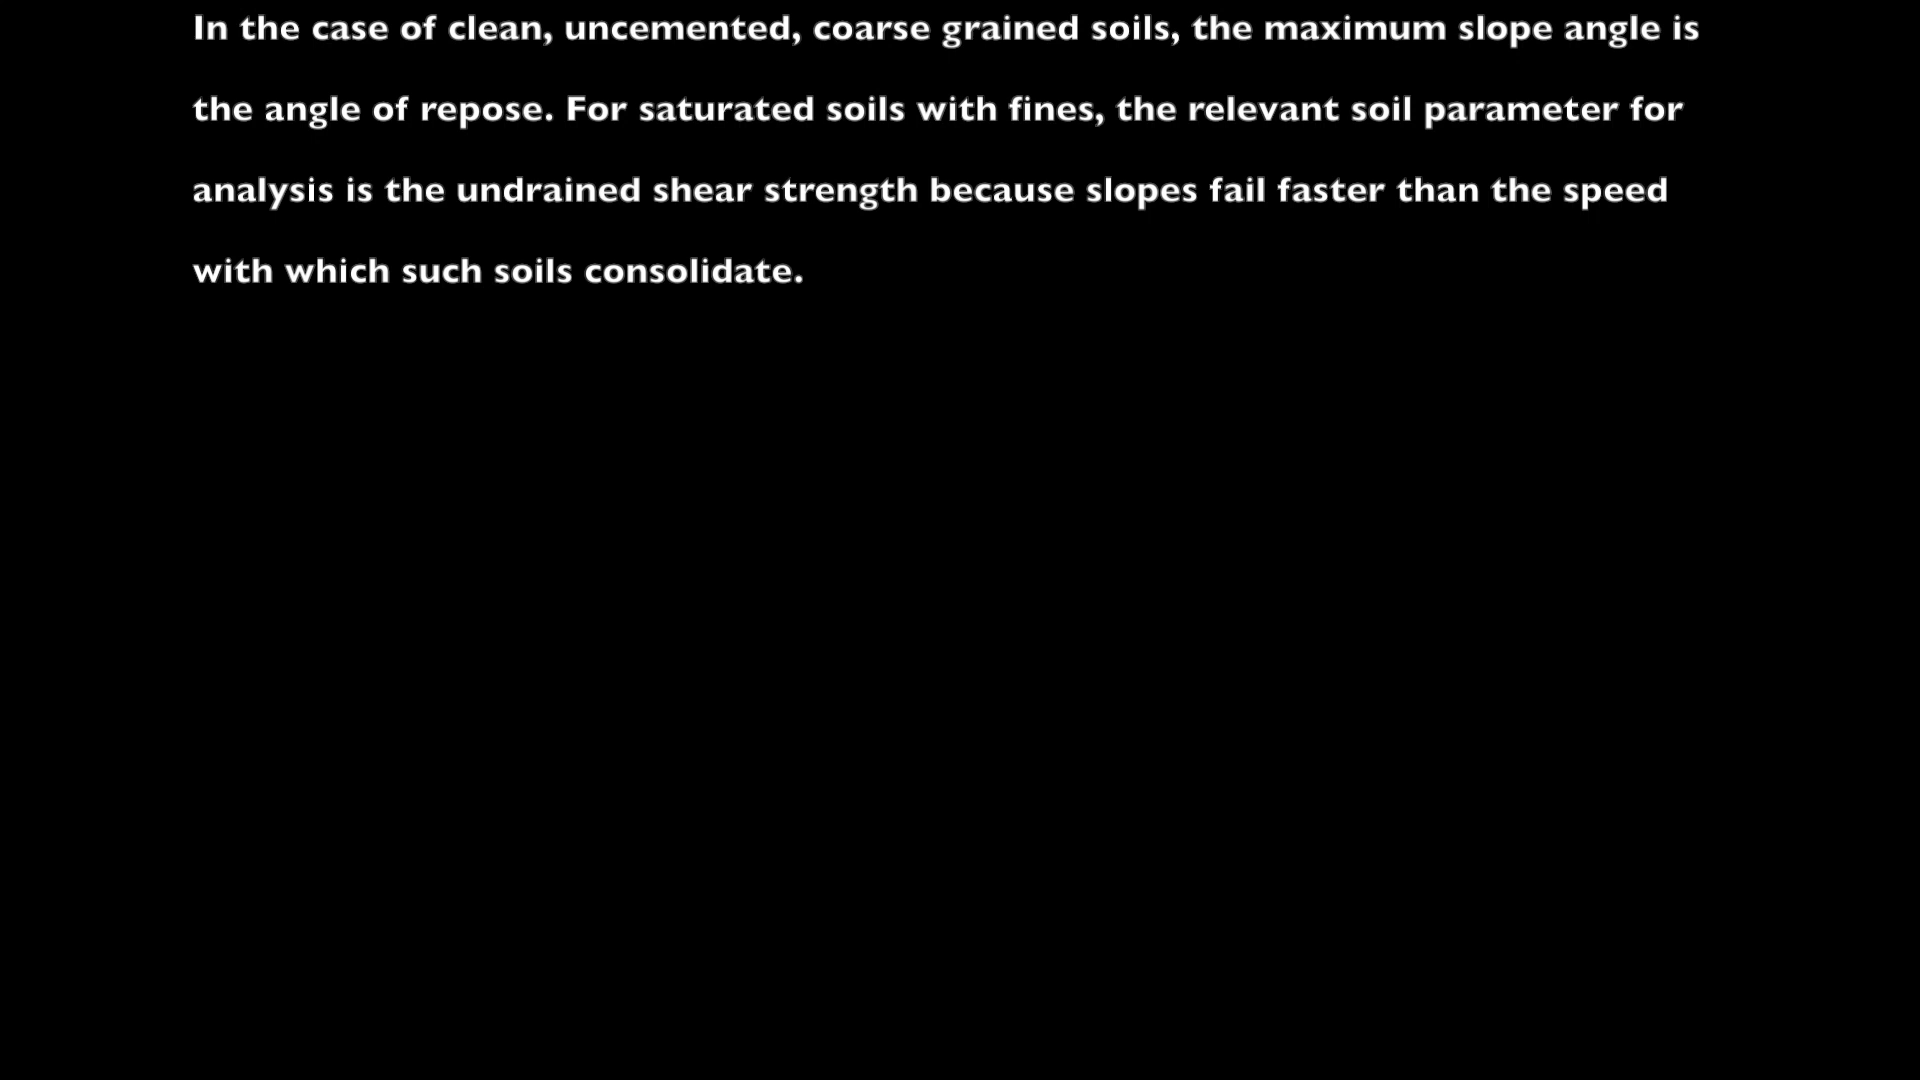 In the case of clean, uncemented, coarse grained soils, the maximum slope angle is
the angle of repose. For saturated soils with fines, the relevant soil parameter for
analysis is the undrained shear strength because slopes fail faster than the speed
with which such soils consolidate.